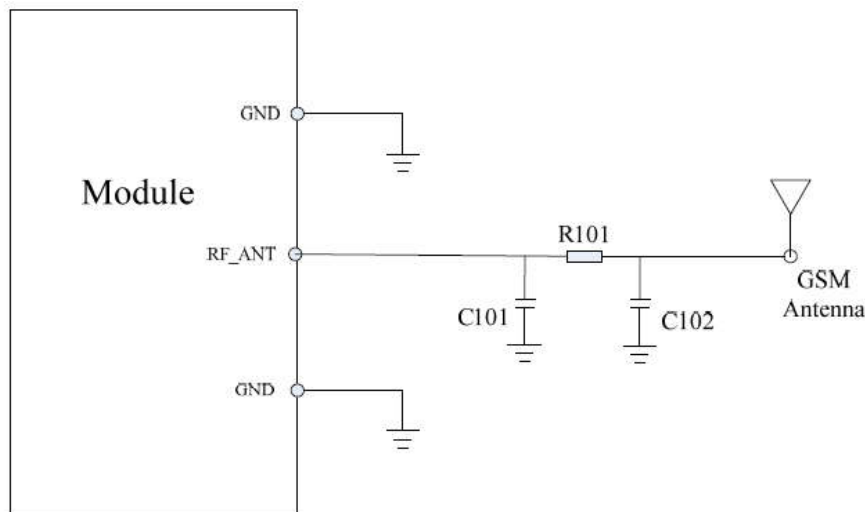 GND
Module
R101
RF_ANT
GSM
Antenna
C101
C102
GND